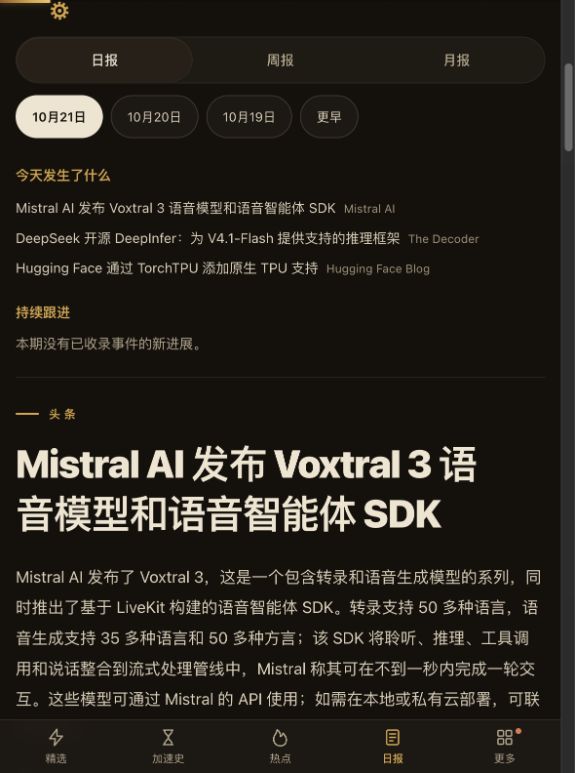 日报 周报 月报
10月21日 10月20日 10月19日 更早
今天发生了什么
Mistral AI 发布 Voxtral 3 语音模型和语音智能体 SDK Mistral AI
DeepSeek 开源 DeepInfer：为 V4.1-Flash 提供支持的推理框架 The Decoder
Hugging Face 通过 TorchTPU 添加原生 TPU 支持 Hugging Face Blog
持续跟进
本期没有已收录事件的新进展。
头条
Mistral AI 发布 Voxtral 3 语
音模型和语音智能体 SDK
Mistral AI 发布了 Voxtral 3，这是一个包含转录和语音生成模型的系列，同
时推出了基于 LiveKit 构建的语音智能体 SDK。转录支持 50 多种语言，语
音生成支持 35 多种语言和 50 多种方言；该 SDK 将聆听、推理、工具调
用和说话整合到流式处理管线中，Mistral 称其可在不到一秒内完成一轮交
互。这些模型可通过 Mistral 的 API 使用；如需在本地或私有云部署，可联
精选 加速史 热点 日报 更多